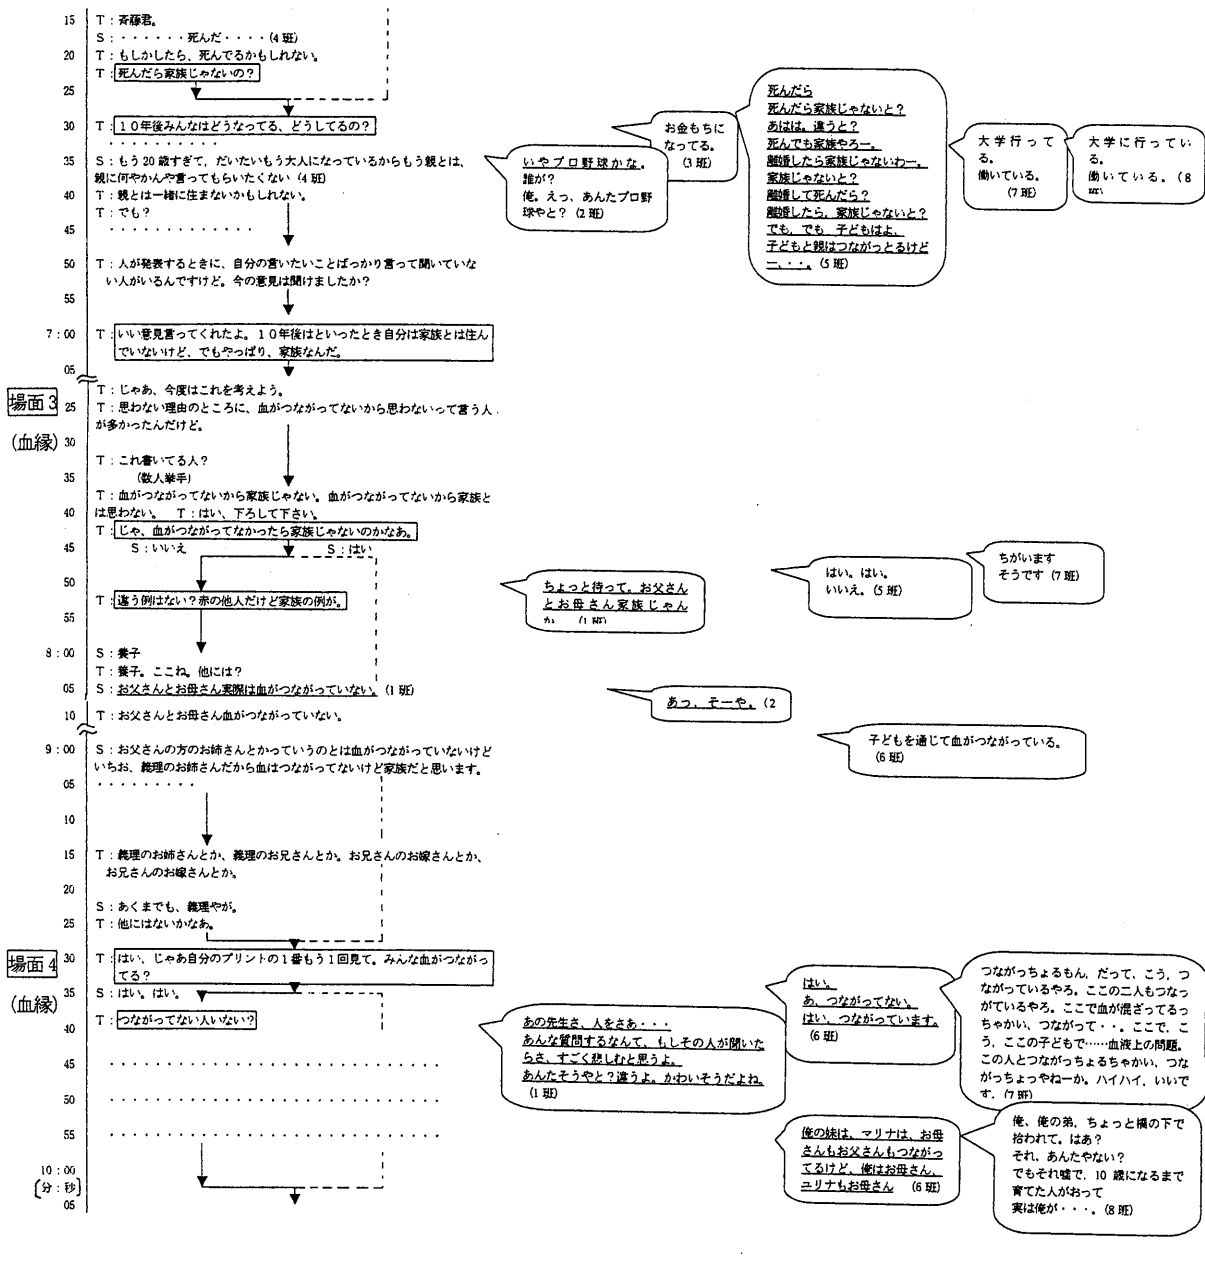 15 T：斉藤君。
S：・・・・・・死んだ・・・・(4班)
20 T：もしかしたら、死んでるかもしれない。
T：死んだら家族じゃないの？
25
30 T：１０年後みんなはどうなってる、どうしてるの？
・・・・・・・・・・
35 S：もう20歳すぎて，だいたいもう大人になっているからもう親とは、
親に何やかんや言ってもらいたくない (4班)
40 T：親とは一緒に住まないかもしれない。
T：でも？
45 ・・・・・・・・・・・・・
50 T：人が発表するときに、自分の言いたいことばっかり言って聞いていな
い人がいるんですけど。今の意見は聞けましたか？
55
7：00 T：いい意見言ってくれたよ。１０年後はといったとき自分は家族とは住ん
でいないけど、でもやっぱり、家族なんだ。
05
お金もちに
なってる。
(3班)
いやプロ野球かな。
誰が？
俺。えっ、あんたプロ野
球やと？ (2班)
死んだら
死んだら家族じゃないと？
あはは。違うと？
死んでも家族やろー。
離婚したら家族じゃないわー。
家族じゃないと？
離婚して死んだら？
離婚したら，家族じゃないと？
でも，でも 子どもはよ、
子どもと親はつながっとるけど
ー、・・。(5班)
大学行って
る。
働いている。
(7班)
大学に行ってい
る。
働いている。(8
班)
場面3
(血縁)
T：じゃあ、今度はこれを考えよう。
25 T：思わない理由のところに、血がつながってないから思わないって言う人
が多かったんだけど。
30
T：これ書いてる人？
35 (数人挙手)
T：血がつながってないから家族じゃない。血がつながってないから家族と
40 は思わない。 T：はい、下ろして下さい。
T：じゃ、血がつながってなかったら家族じゃないのかなあ。
45 S：いいえ S：はい
50
T：違う例はない？赤の他人だけど家族の例が。
55
8：00 S：養子
T：養子。ここね。他には？
05 S：お父さんとお母さん実際は血がつながっていない。(1班)
10 T：お父さんとお母さん血がつながっていない。
ちょっと待って。お父さん
とお母さん家族じゃん
か (1班)
はい。はい。
いいえ。(5班)
ちがいます
そうです (7班)
あっ、そーや。(2
子どもを通じて血がつながっている。
(6班)
9：00 S：お父さんの方のお姉さんとかっていうのとは血がつながっていないけど
いちお、義理のお姉さんだから血はつながってないけど家族だと思います。
05 ・・・・・・・・・
10
15 T：義理のお姉さんとか、義理のお兄さんとか。お兄さんのお嫁さんとか、
お兄さんのお嫁さんとか。
20
S：あくまでも、義理やが。
25 T：他にはないかなあ。
場面4
(血縁)
30 T：はい、じゃあ自分のプリントの１番もう１回見て。みんな血がつながっ
てる？
35 S：はい。はい。
40 T：つながってない人いない？
45 ・・・・・・・・・・・・・・・・・・・・・・・・・・・・・・
50 ・・・・・・・・・・・・・・・・・・・・・・・・・・・・・・
55 ・・・・・・・・・・・・・・・・・・・・・・・・・・・・・・
10：00
〔分：秒〕
05
あの先生さ、人をさあ・・・
あんな質問するなんて、もしその人が聞いた
らさ、すごく悲しむと思うよ。
あんたそうやと？違うよ。かわいそうだよね。
(1班)
はい。
あ、つながってない。
はい、つながっています。
(6班)
つながっちょるもん，だって，こう，つ
ながっているやろ。ここの二人もつなっ
がているやろ。ここで血が混ざってるっ
ちゃかい、つながって・・。ここで、こ
う，ここの子どもで……血液上の問題。
この人とつながっちょるちゃかい、つな
がっちょっやねーか。ハイハイ，いいで
す。(7班)
俺の妹は、マリナは、お母
さんもお父さんもつながっ
てるけど、俺はお母さん、
ユリナもお母さん (6班)
俺、俺の弟，ちょっと橋の下で
拾われて。はあ？
それ、あんたやない？
でもそれ嘘で，10 歳になるまで
育てた人がおって
実は俺が・・・。(8班)